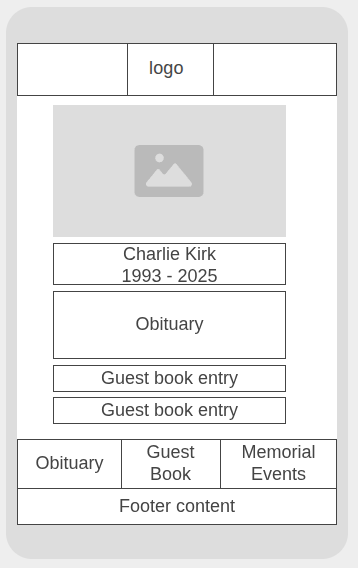 logo
Charlie Kirk
1993 - 2025
Obituary
Guest book entry
Guest book entry
Obituary
Guest
Book
Memorial
Events
Footer content